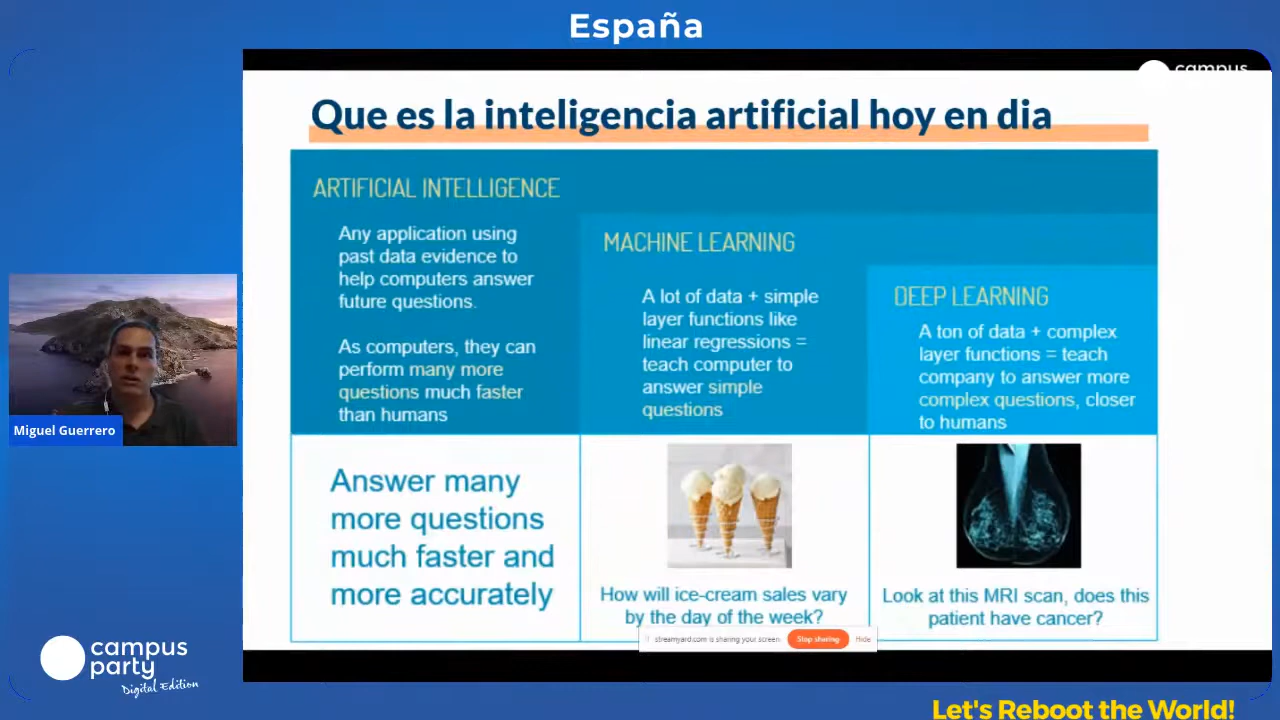 España
campus
Que es la inteligencia artificial hoy en dia
ARTIFICIAL INTELLIGENCE
Any application using
past data evidence to
help computers answer
future questions.
As computers, they can
perform many more
questions much faster
than humans
MACHINE LEARNING
A lot of data + simple
layer functions like
linear regressions =
teach computer to
answer simple
questions
DEEP LEARNING
A ton of data + complex
layer functions = teach
company to answer more
complex questions, closer
to humans
Answer many
more questions
much faster and
more accurately
How will ice-cream sales vary
by the day of the week?
Look at this MRI scan, does this
patient have cancer?
streamyard.com is sharing your screen.
Stop sharing
Hide
Miguel Guerrero
campus
party
Digital Edition
Let's Reboot the World!